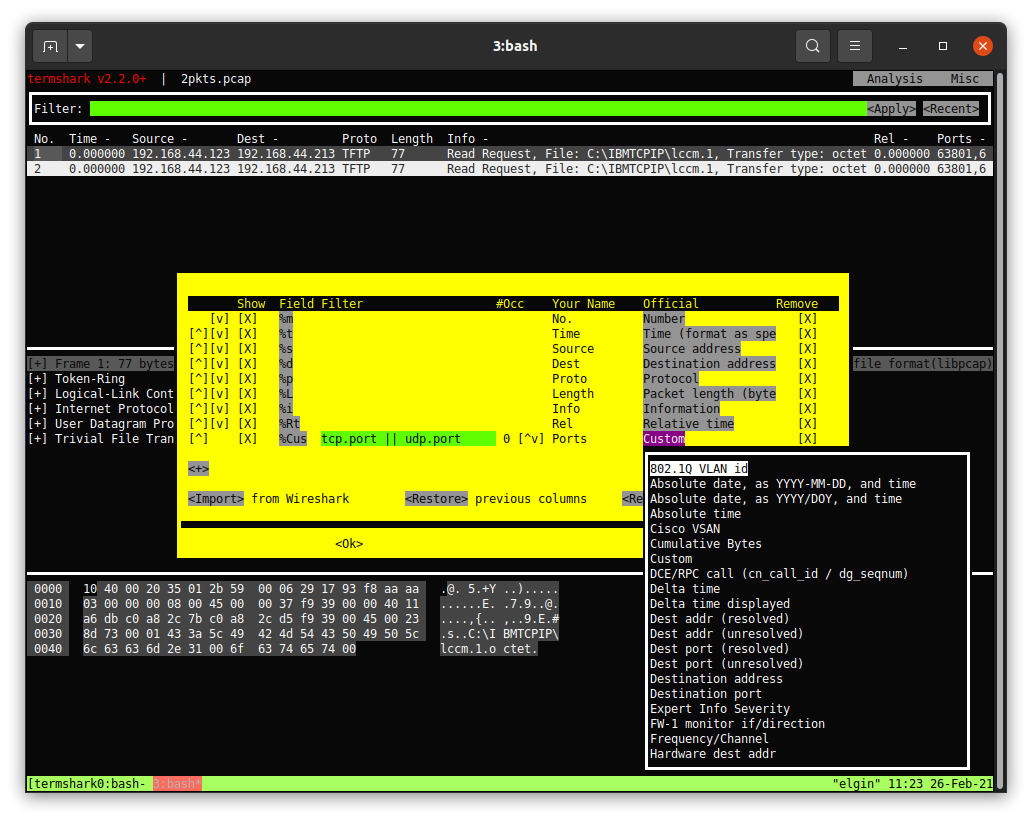 3:bash
termshark v2.2.0+ | 2pkts.pcap Analysis Misc
Filter: <Apply> <Recent>
No. Time - Source - Dest - Proto Length Info - Rel - Ports -
1 0.000000 192.168.44.123 192.168.44.213 TFTP 77 Read Request, File: C:\IBMTCPIP\lccm.1, Transfer type: octet 0.000000 63801,6
2 0.000000 192.168.44.123 192.168.44.213 TFTP 77 Read Request, File: C:\IBMTCPIP\lccm.1, Transfer type: octet 0.000000 63801,6
Show Field Filter #Occ Your Name Official Remove
[v] [X] %m No. Number [X]
[^][v] [X] %t Time Time (format as spe [X]
[^][v] [X] %s Source Source address [X]
[+] Frame 1: 77 bytes [^][v] [X] %d Dest Destination address [X] file format(libpcap)
[+] Token-Ring [^][v] [X] %p Proto Protocol [X]
[+] Logical-Link Cont [^][v] [X] %L Length Packet length (byte [X]
[+] Internet Protocol [^][v] [X] %i Info Information [X]
[+] User Datagram Pro [^][v] [X] %Rt Rel Relative time [X]
[+] Trivial File Tran [^] [X] %Cus tcp.port || udp.port 0 [^v] Ports Custom [X]
<+>
<Import> from Wireshark <Restore> previous columns <Re
<Ok>
802.1Q VLAN id
Absolute date, as YYYY-MM-DD, and time
Absolute date, as YYYY/DOY, and time
Absolute time
Cisco VSAN
Cumulative Bytes
Custom
DCE/RPC call (cn_call_id / dg_seqnum)
Delta time
Delta time displayed
Dest addr (resolved)
Dest addr (unresolved)
Dest port (resolved)
Dest port (unresolved)
Destination address
Destination port
Expert Info Severity
FW-1 monitor if/direction
Frequency/Channel
Hardware dest addr
0000 10 40 00 20 35 01 2b 59 00 06 29 17 93 f8 aa aa .@. 5.+Y ..).....
0010 03 00 00 00 08 00 45 00 00 37 f9 39 00 00 40 11 ......E. .7.9..@.
0020 a6 db c0 a8 2c 7b c0 a8 2c d5 f9 39 00 45 00 23 ....,{.. ,..9.E.#
0030 8d 73 00 01 43 3a 5c 49 42 4d 54 43 50 49 50 5c .s..C:\I BMTCPIP\
0040 6c 63 63 6d 2e 31 00 6f 63 74 65 74 00 lccm.1.o ctet.
[termshark0:bash- 3:bash* "elgin" 11:23 26-Feb-21